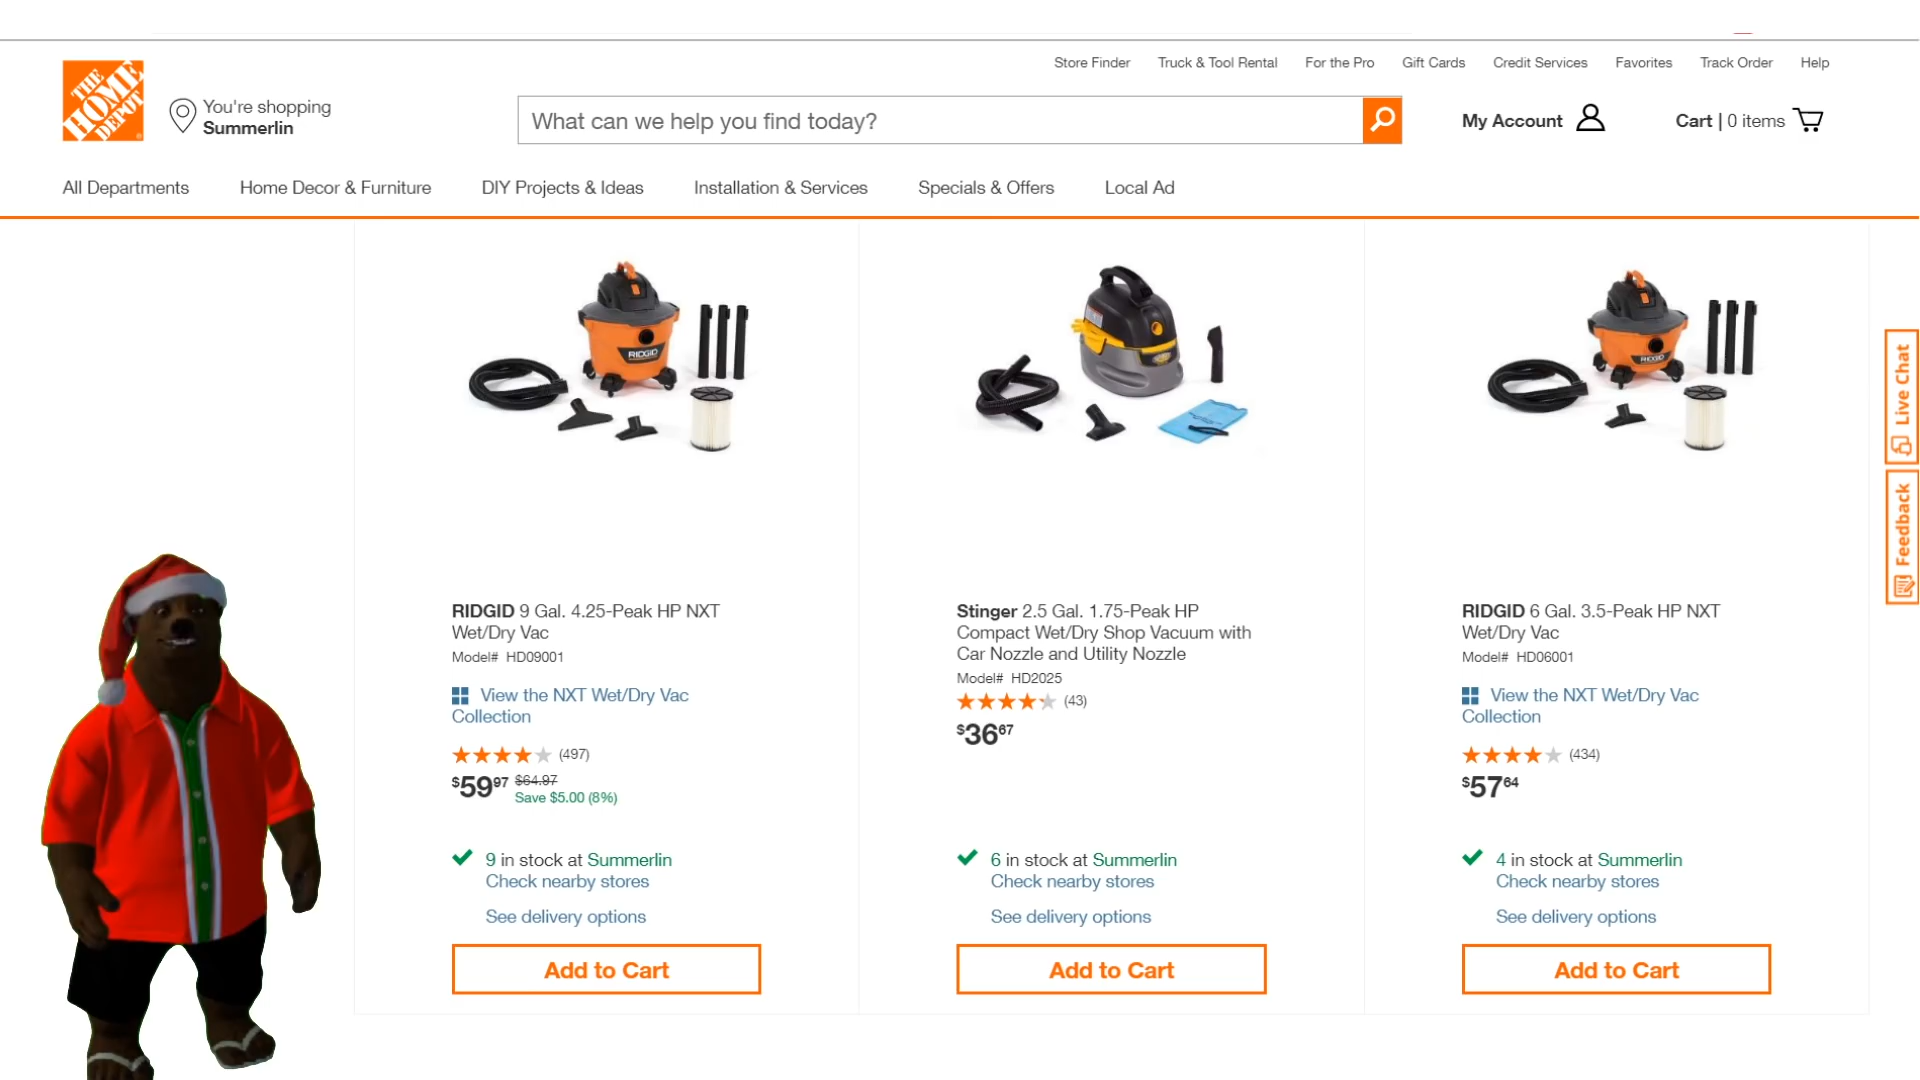 Store Finder Truck & Tool Rental For the Pro Gift Cards Credit Services Favorites Track Order Help
THE
HOME
DEPOT
You're shopping
Summerlin
What can we help you find today?
My Account
Cart | 0 items
All Departments Home Decor & Furniture DIY Projects & Ideas Installation & Services Specials & Offers Local Ad
RIDGID
RIDGID
RIDGID 9 Gal. 4.25-Peak HP NXT
Wet/Dry Vac
Model# HD09001
View the NXT Wet/Dry Vac
Collection
(497)
$5997 $64.97
Save $5.00 (8%)
9 in stock at Summerlin
Check nearby stores
See delivery options
Add to Cart
Stinger 2.5 Gal. 1.75-Peak HP
Compact Wet/Dry Shop Vacuum with
Car Nozzle and Utility Nozzle
Model# HD2025
(43)
$3667
6 in stock at Summerlin
Check nearby stores
See delivery options
Add to Cart
RIDGID 6 Gal. 3.5-Peak HP NXT
Wet/Dry Vac
Model# HD06001
View the NXT Wet/Dry Vac
Collection
(434)
$5764
4 in stock at Summerlin
Check nearby stores
See delivery options
Add to Cart
Live Chat
Feedback